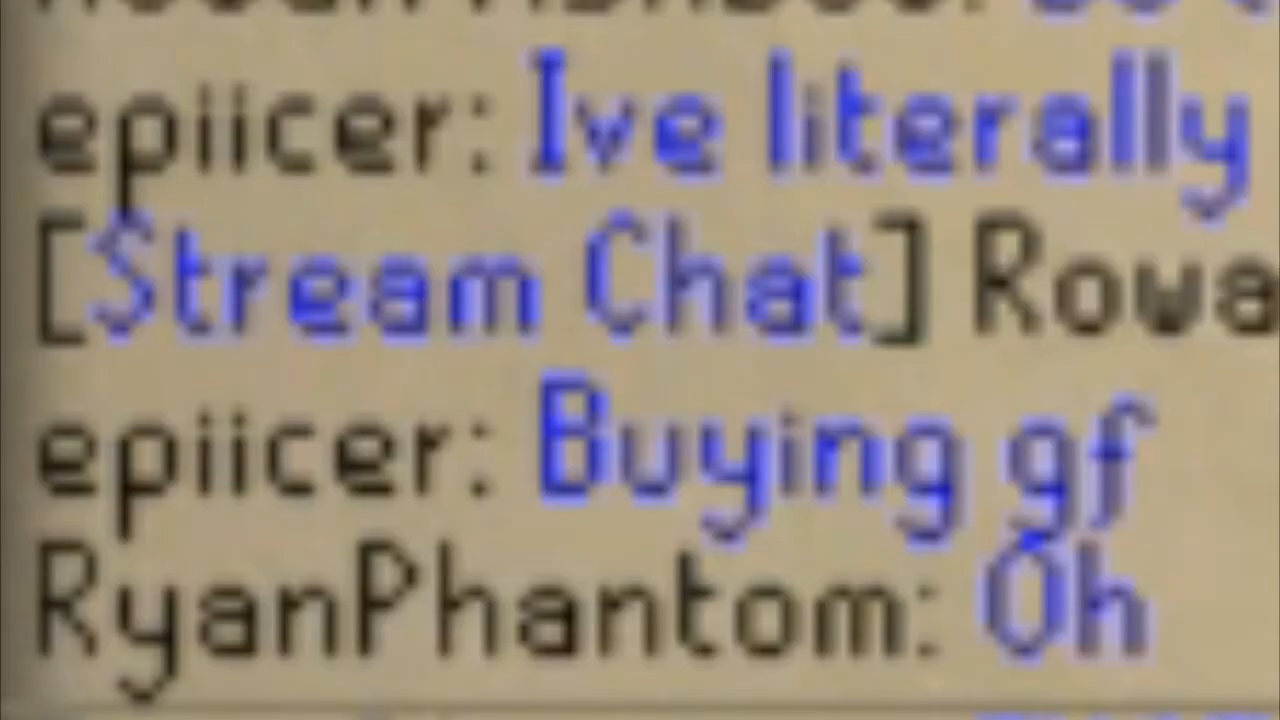 epiicer: Ive literally
[Stream Chat] Rowa
epiicer: Buying gf
RyanPhantom: Oh